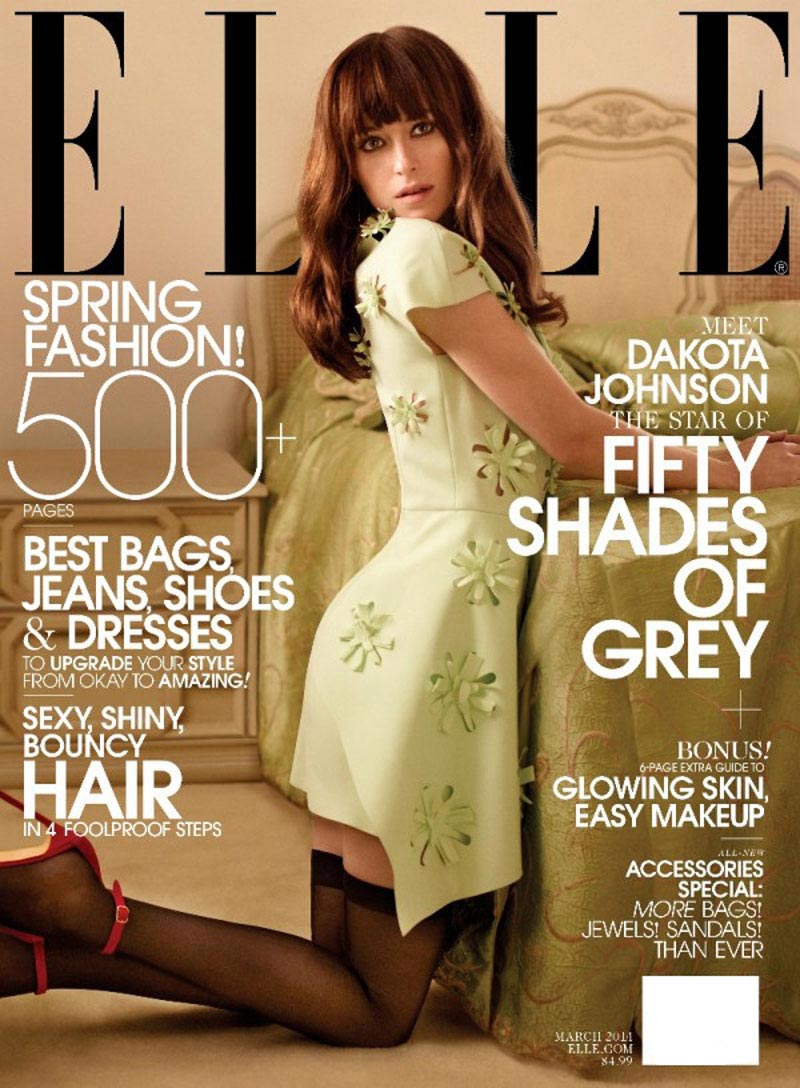 ELLE
®
SPRING
FASHION!
500+
PAGES
BEST BAGS,
JEANS, SHOES
& DRESSES
TO UPGRADE YOUR STYLE
FROM OKAY TO AMAZING!
SEXY, SHINY,
BOUNCY
HAIR
IN 4 FOOLPROOF STEPS
MEET
DAKOTA
JOHNSON
THE STAR OF
FIFTY
SHADES
OF
GREY
+
BONUS!
6-PAGE EXTRA GUIDE TO
GLOWING SKIN,
EASY MAKEUP
ALL-NEW
ACCESSORIES
SPECIAL:
MORE BAGS!
JEWELS! SANDALS!
THAN EVER
MARCH 2014
ELLE.COM
$4.99